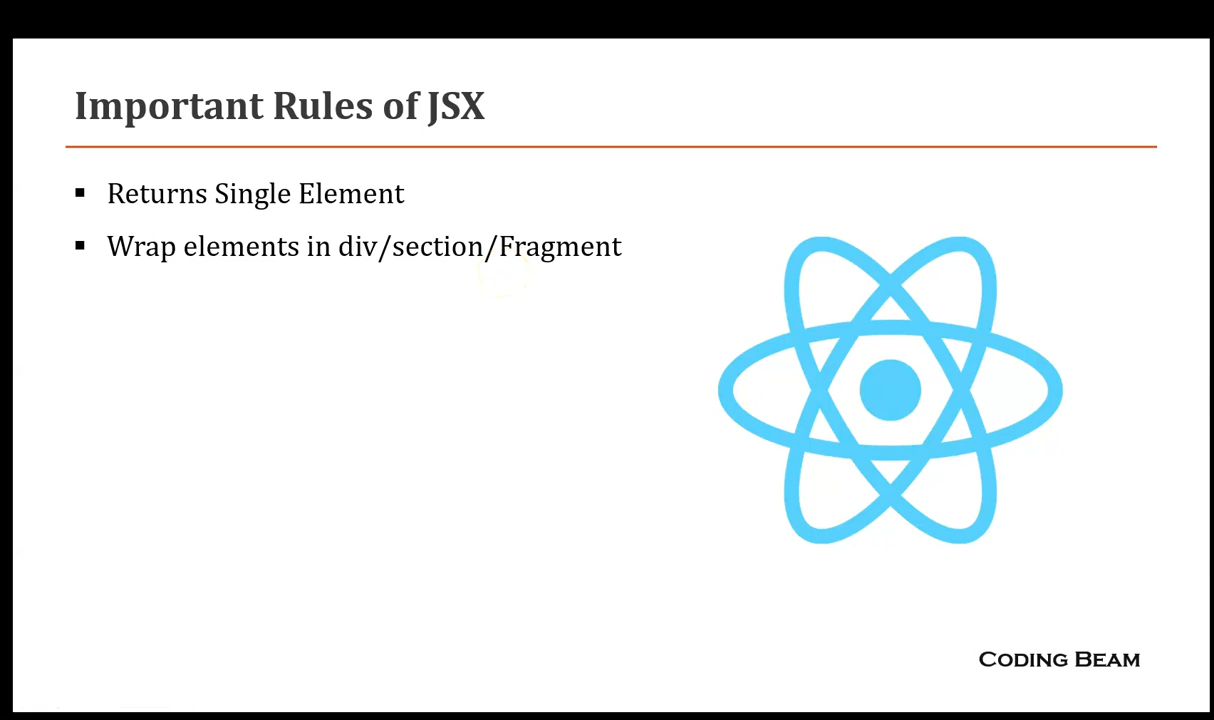 Important Rules of JSX
▪ Returns Single Element
▪ Wrap elements in div/section/Fragment
CODING BEAM